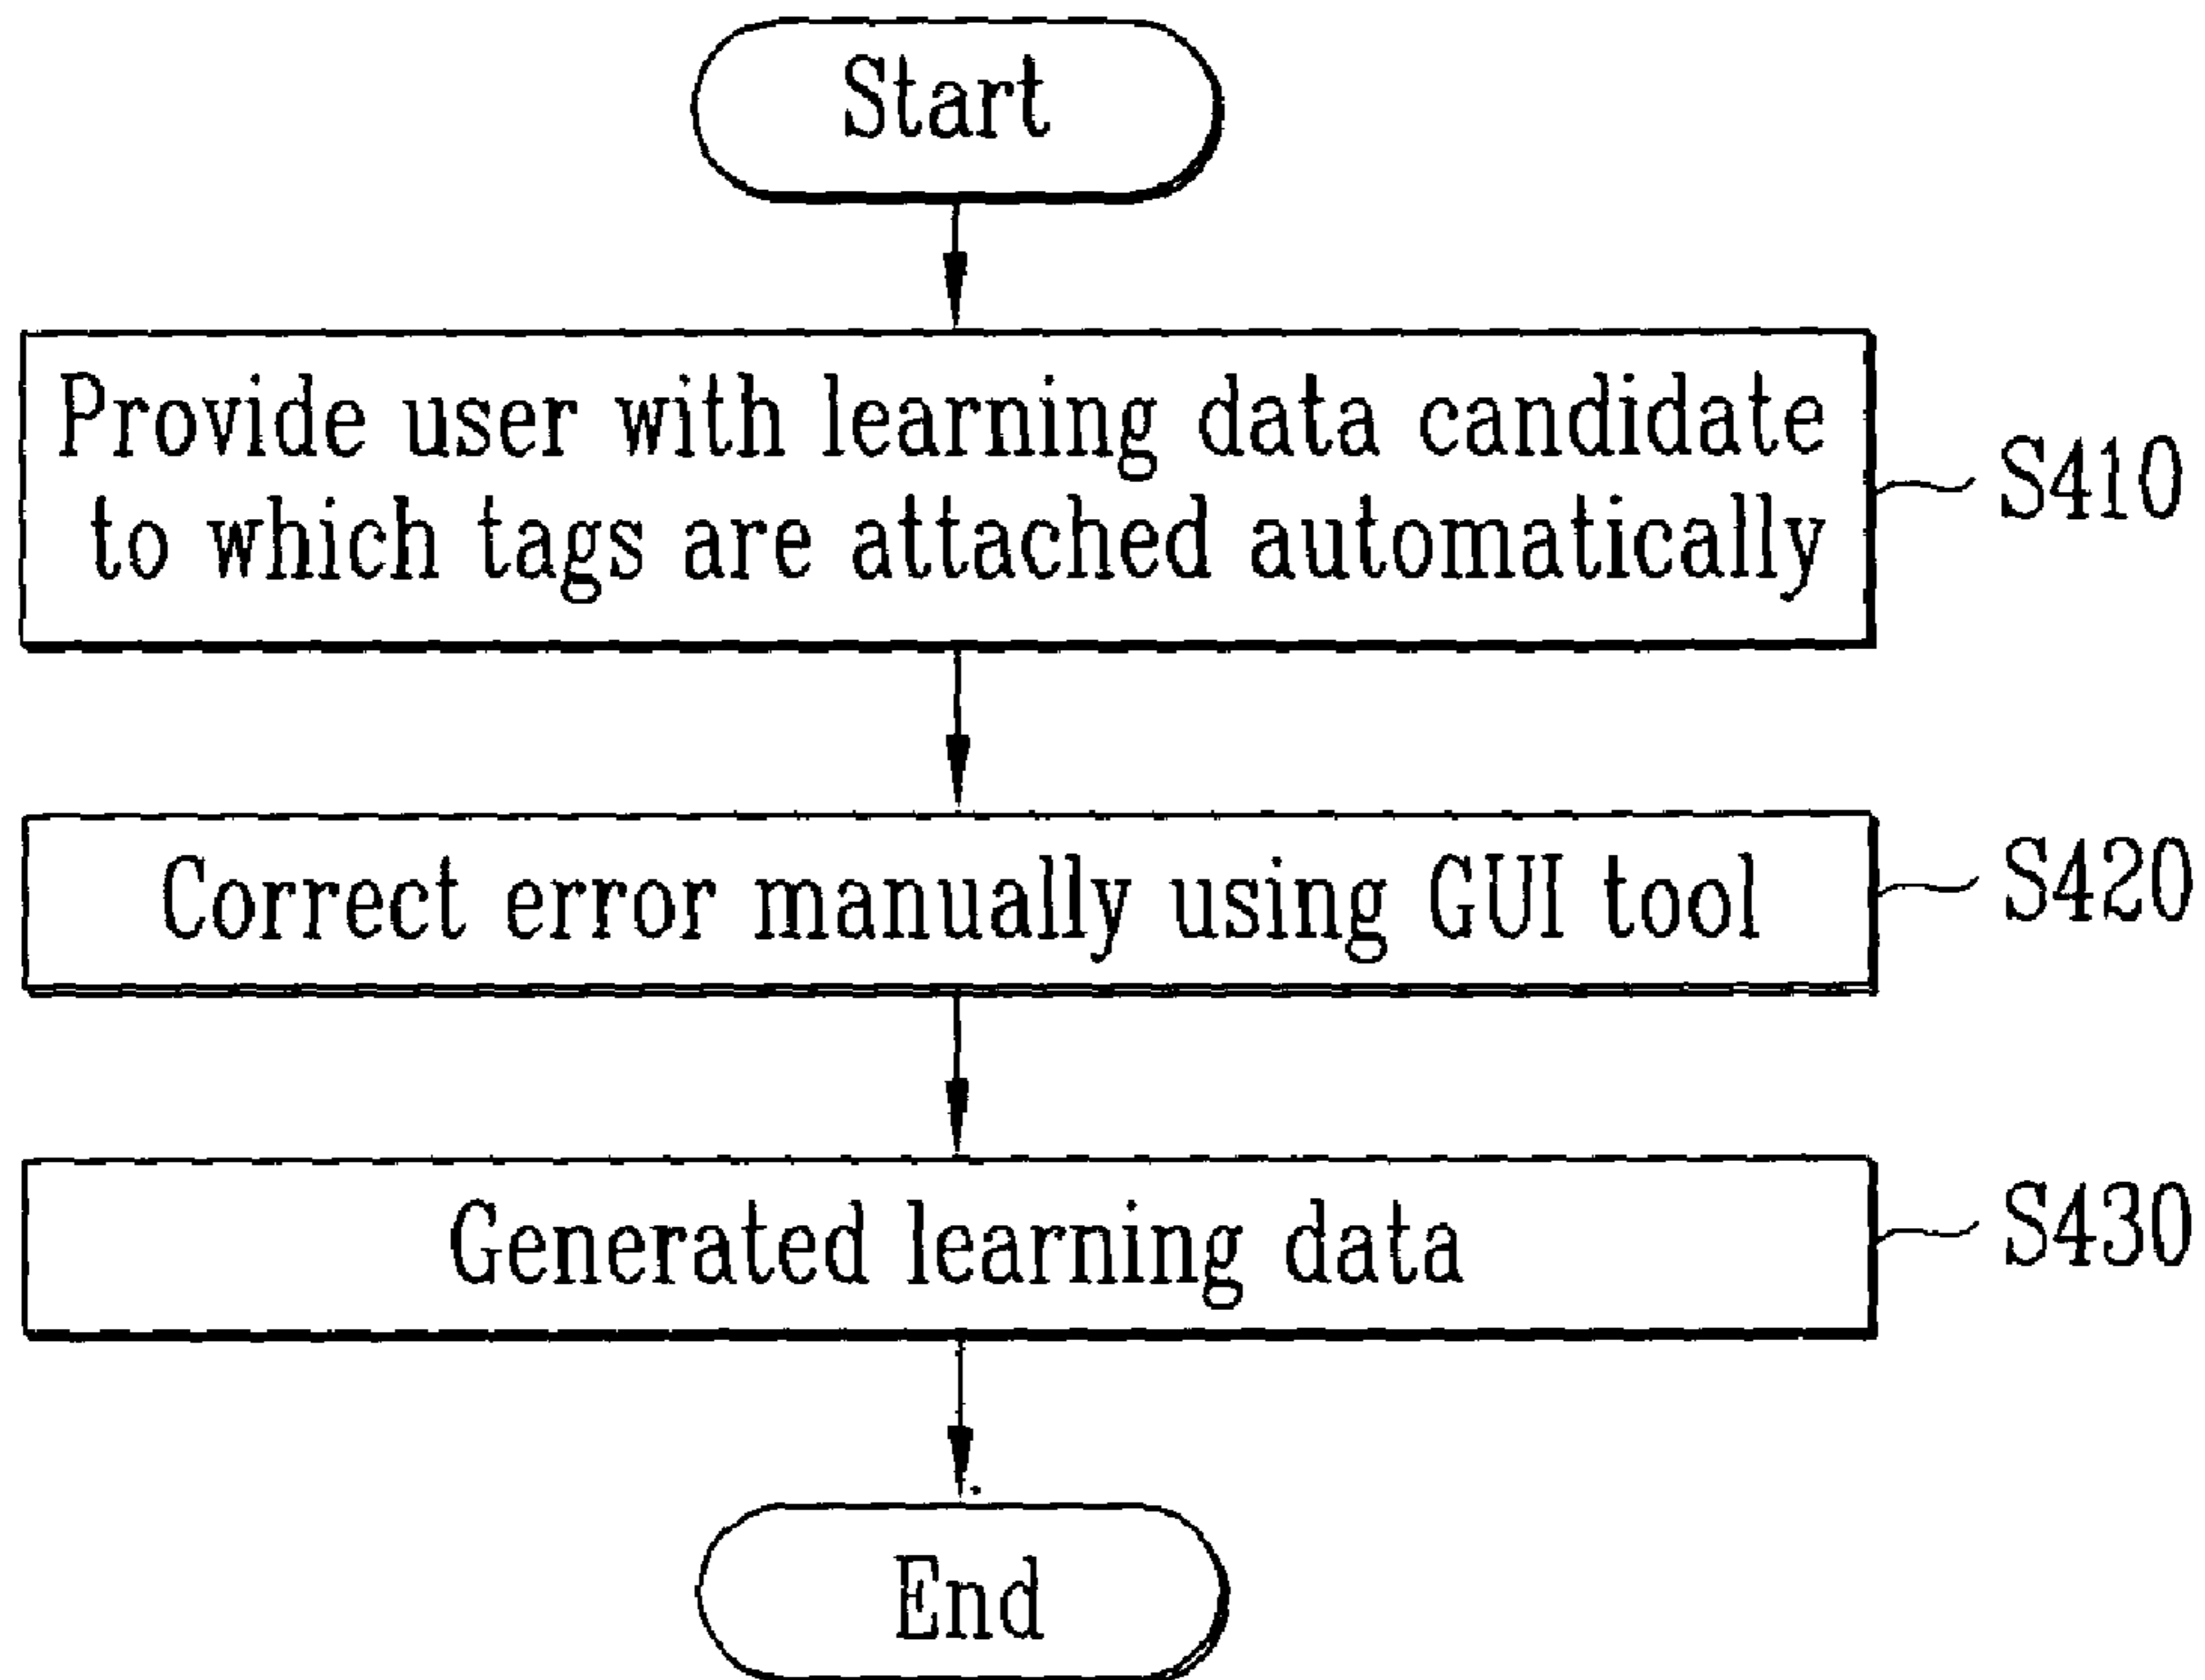 Start
Provide user with learning data candidate
to which tags are attached automatically
S410
Correct error manually using GUI tool
S420
Generated learning data
S430
End